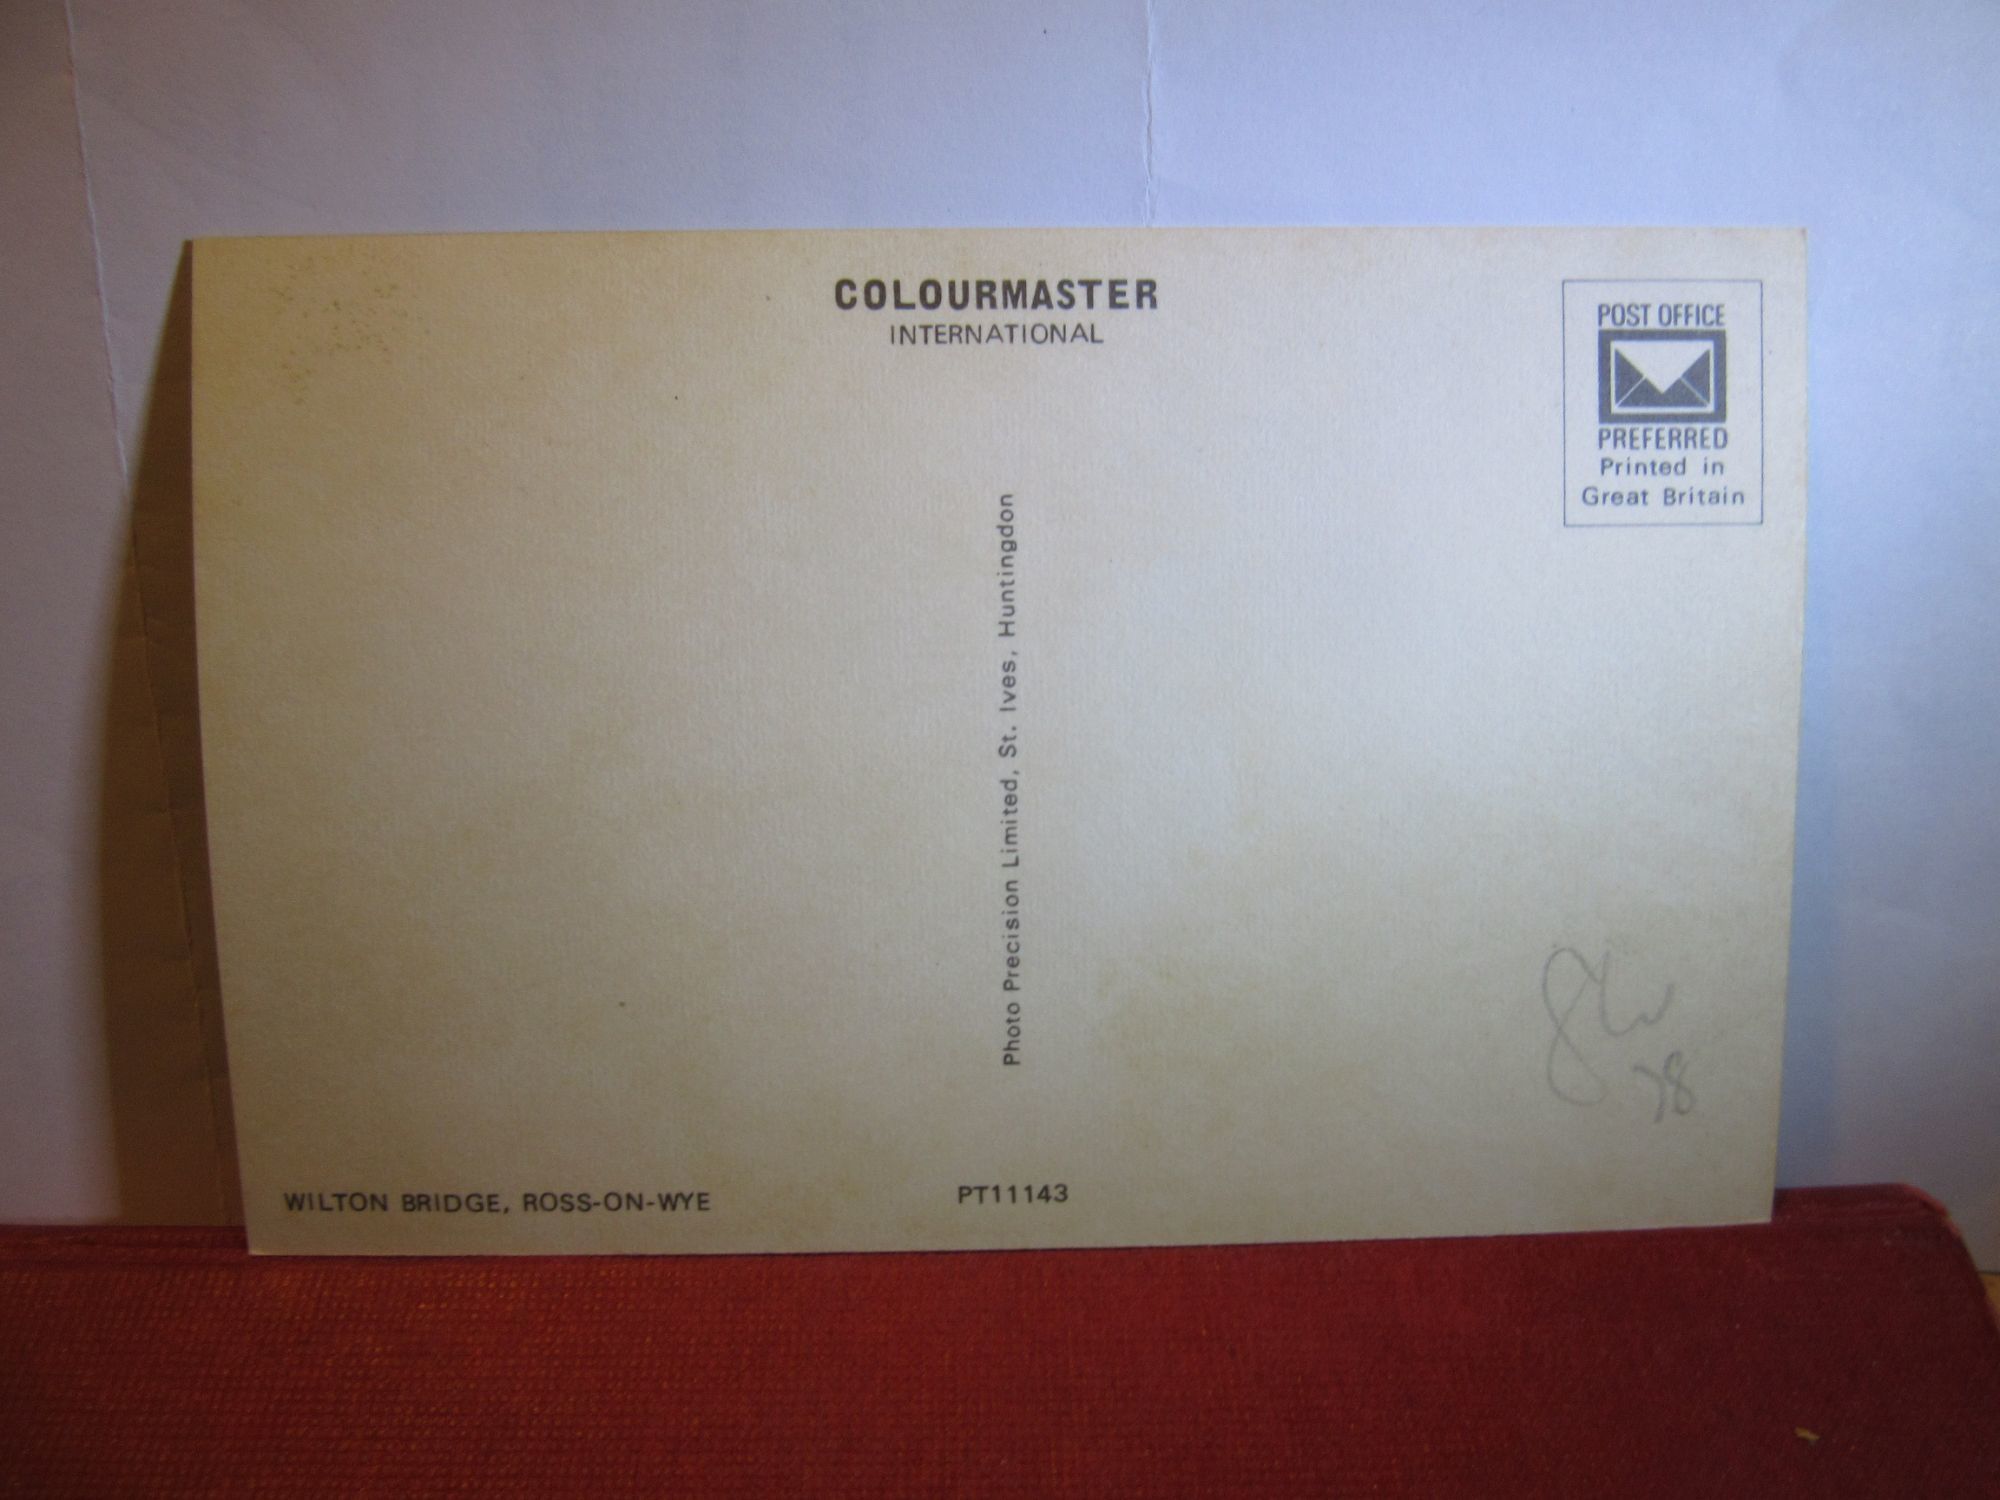 COLOURMASTER
INTERNATIONAL
POST OFFICE
PREFERRED
Printed in
Great Britain
Photo Precision Limited, St. Ives, Huntingdon
78
WILTON BRIDGE, ROSS-ON-WYE
PT11143